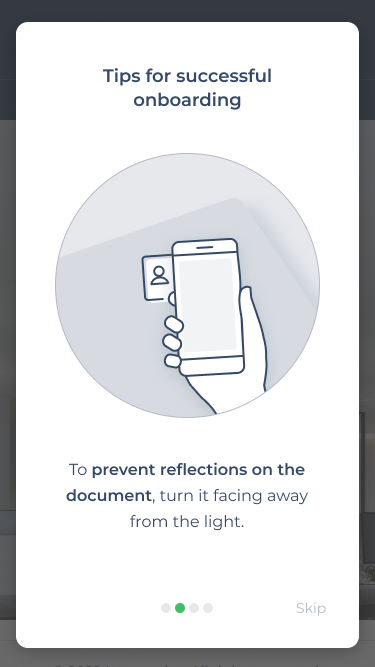 Tips for successful
onboarding
To prevent reflections on the
document, turn it facing away
from the light.
Skip